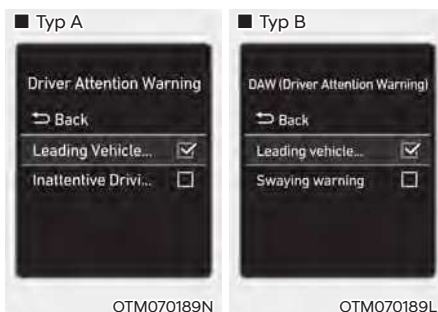 ■ Typ A
Driver Attention Warning
⮌ Back
Leading Vehicle...
Inattentive Drivi...
OTM070189N
■ Typ B
DAW (Driver Attention Warning)
⮌ Back
Leading vehicle...
Swaying warning
OTM070189L